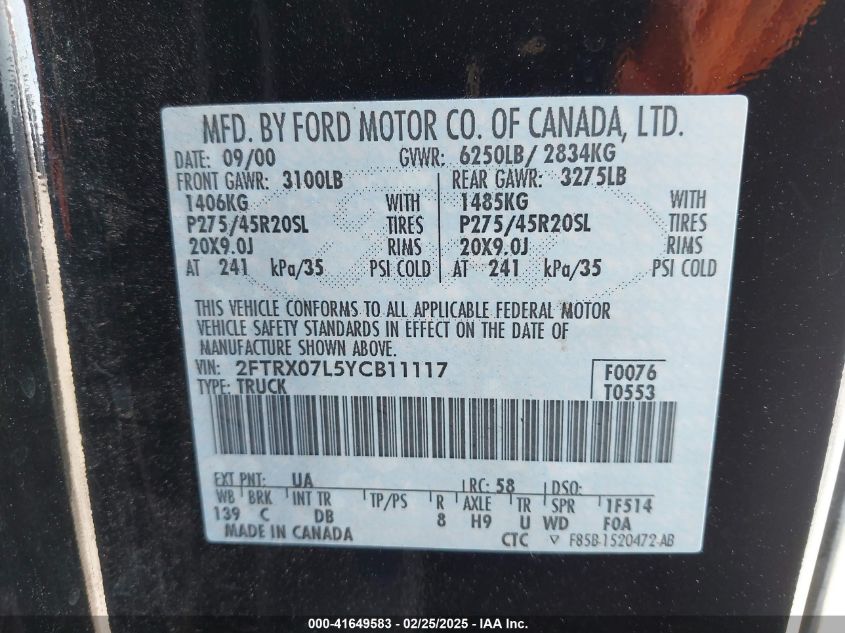 MFD. BY FORD MOTOR CO. OF CANADA, LTD.
DATE: 09/00 GVWR: 6250LB/ 2834KG
FRONT GAWR: 3100LB REAR GAWR: 3275LB
1406KG WITH 1485KG WITH
P275/45R20SL TIRES P275/45R20SL TIRES
20X9.0J RIMS 20X9.0J RIMS
AT 241 kPa/35 PSI COLD AT 241 kPa/35 PSI COLD
THIS VEHICLE CONFORMS TO ALL APPLICABLE FEDERAL MOTOR
VEHICLE SAFETY STANDARDS IN EFFECT ON THE DATE OF
MANUFACTURE SHOWN ABOVE.
VIN: 2FTRX07L5YCB11117 F0076
TYPE: TRUCK T0553
EXT PNT: UA RC: 58 DSO:
WB BRK INT TR TP/PS R AXLE TR SPR 1F514
139 C DB 8 H9 U WD FOA
MADE IN CANADA CTC ▽ F85B-1520472-AB
000-41649583 - 02/25/2025 - IAA Inc.